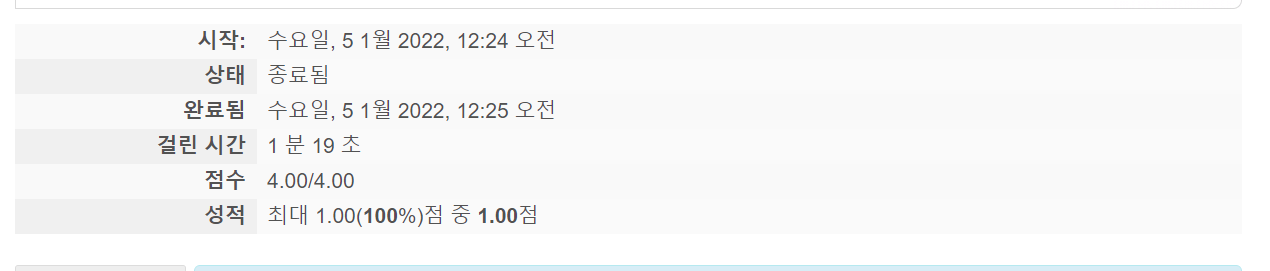 시작: 수요일, 5 1월 2022, 12:24 오전
상태 종료됨
완료됨 수요일, 5 1월 2022, 12:25 오전
걸린 시간 1 분 19 초
점수 4.00/4.00
성적 최대 1.00(100%)점 중 1.00점